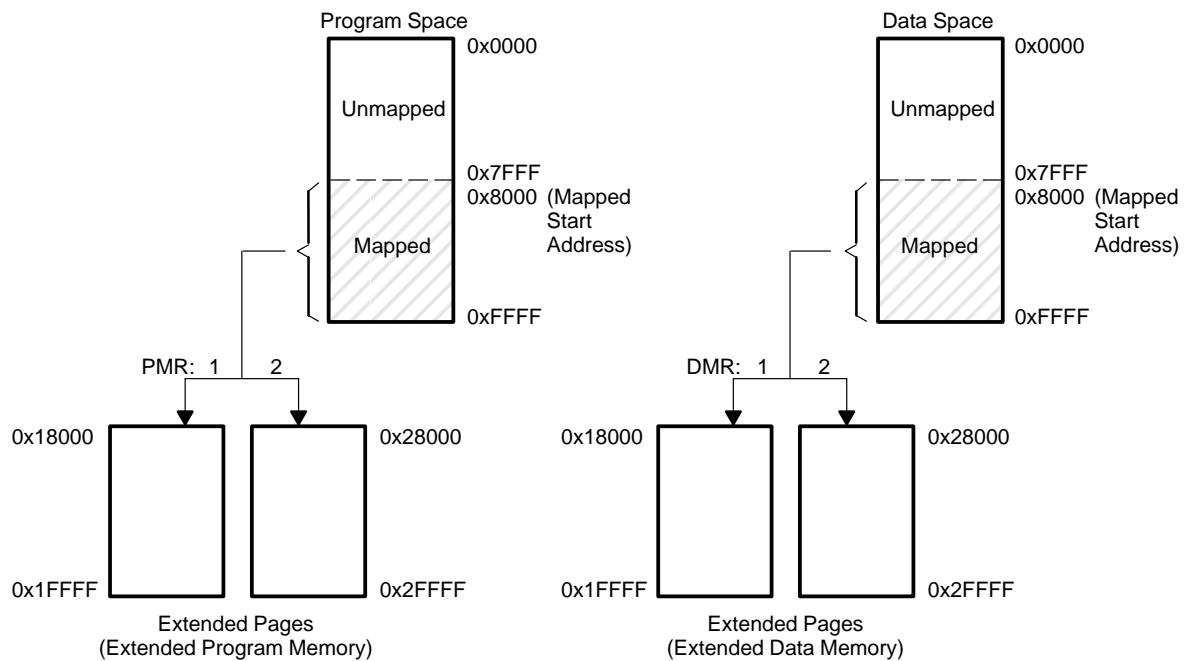 Program Space
0x0000
Unmapped
0x7FFF
0x8000 (Mapped
Start
Address)
Mapped
0xFFFF
PMR: 1 2
0x18000
0x28000
0x1FFFF
0x2FFFF
Extended Pages
(Extended Program Memory)
Data Space
0x0000
Unmapped
0x7FFF
0x8000 (Mapped
Start
Address)
Mapped
0xFFFF
DMR: 1 2
0x18000
0x28000
0x1FFFF
0x2FFFF
Extended Pages
(Extended Data Memory)